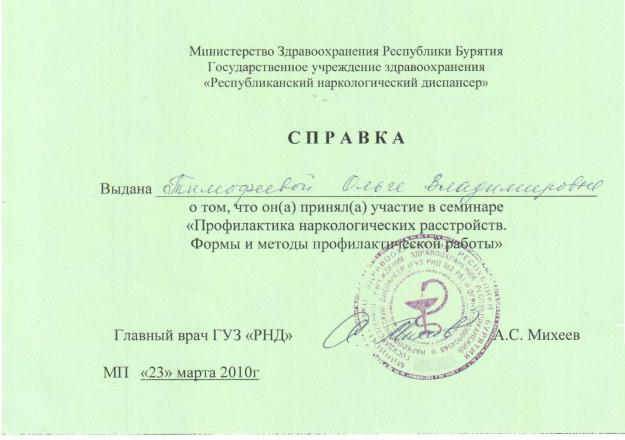 Министерство Здравоохранения Республики Бурятия
Государственное учреждение здравоохранения
«Республиканский наркологический диспансер»
СПРАВКА
Выдана Тимофеевой Ольге Владимировне
о том, что он(а) принял(а) участие в семинаре
«Профилактика наркологических расстройств.
Формы и методы профилактической работы»
Главный врач ГУЗ «РНД» А.С. Михеев
МП «23» марта 2010г